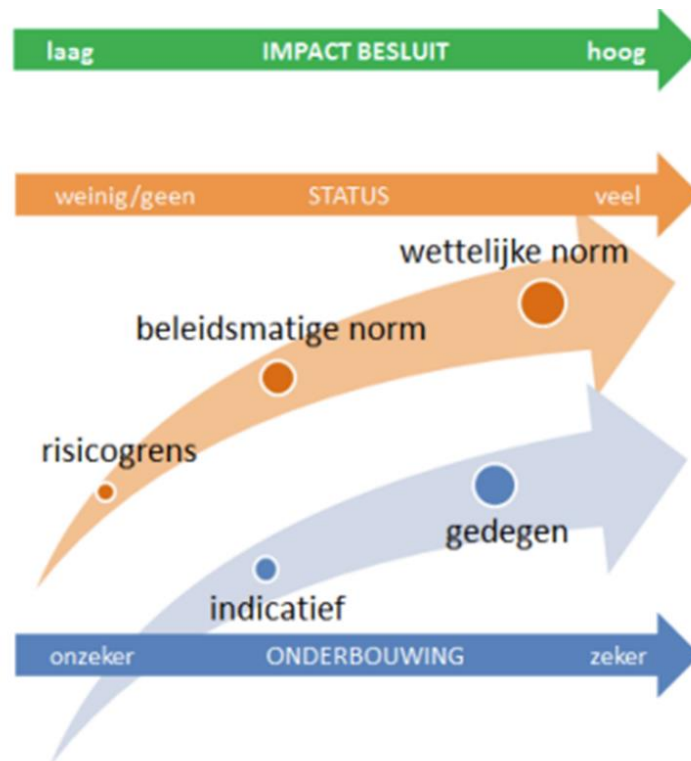 laag IMPACT BESLUIT hoog
weinig/geen STATUS veel
wettelijke norm
beleidsmatige norm
risicogrens
gedegen
indicatief
onzeker ONDERBOUWING zeker